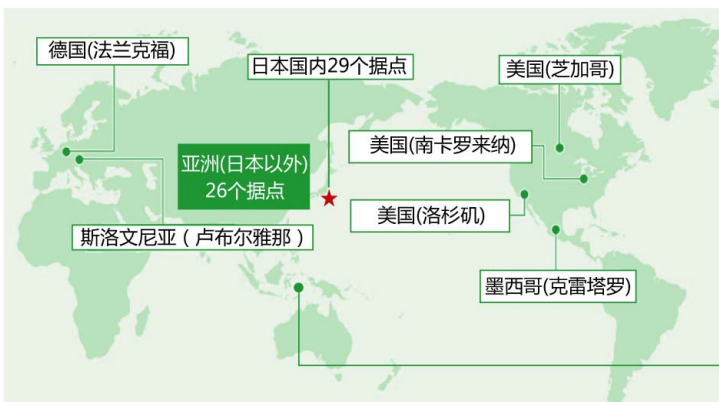 德国(法兰克福)
日本国内29个据点
美国(芝加哥)
美国(南卡罗来纳)
亚洲(日本以外)
26个据点
美国(洛杉矶)
斯洛文尼亚（卢布尔雅那）
墨西哥(克雷塔罗)